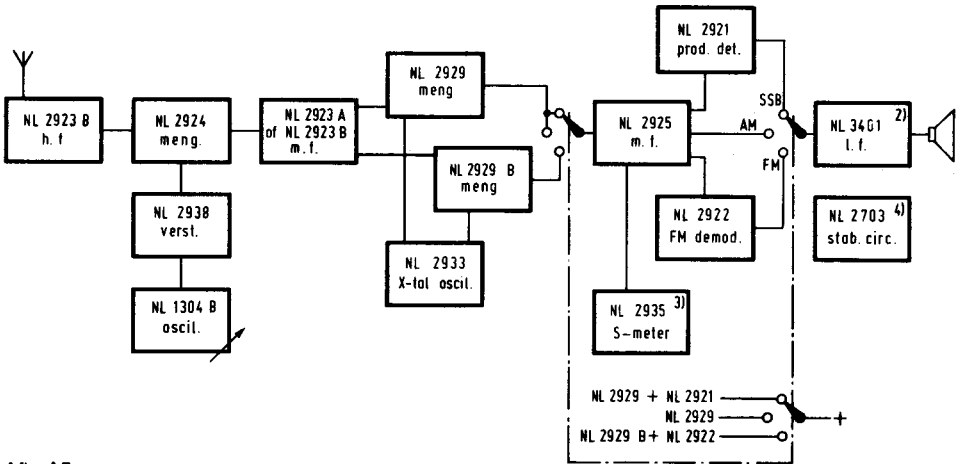 NL 2923 B
h. f
NL 2924
meng.
NL 2938
verst.
NL 1304 B
oscil.
NL 2923 A
of NL 2923 B
m.f.
NL 2929
meng
NL 2929 B
meng
NL 2933
X-tal oscil.
NL 2925
m. f.
NL 2921
prod. det.
NL 2922
FM demod.
NL 2935 3)
S-meter
SSB
AM
FM
NL 3401 2)
l. f.
NL 2703 4)
stab. circ.
NL 2929 + NL 2921
NL 2929
NL 2929 B + NL 2922
+